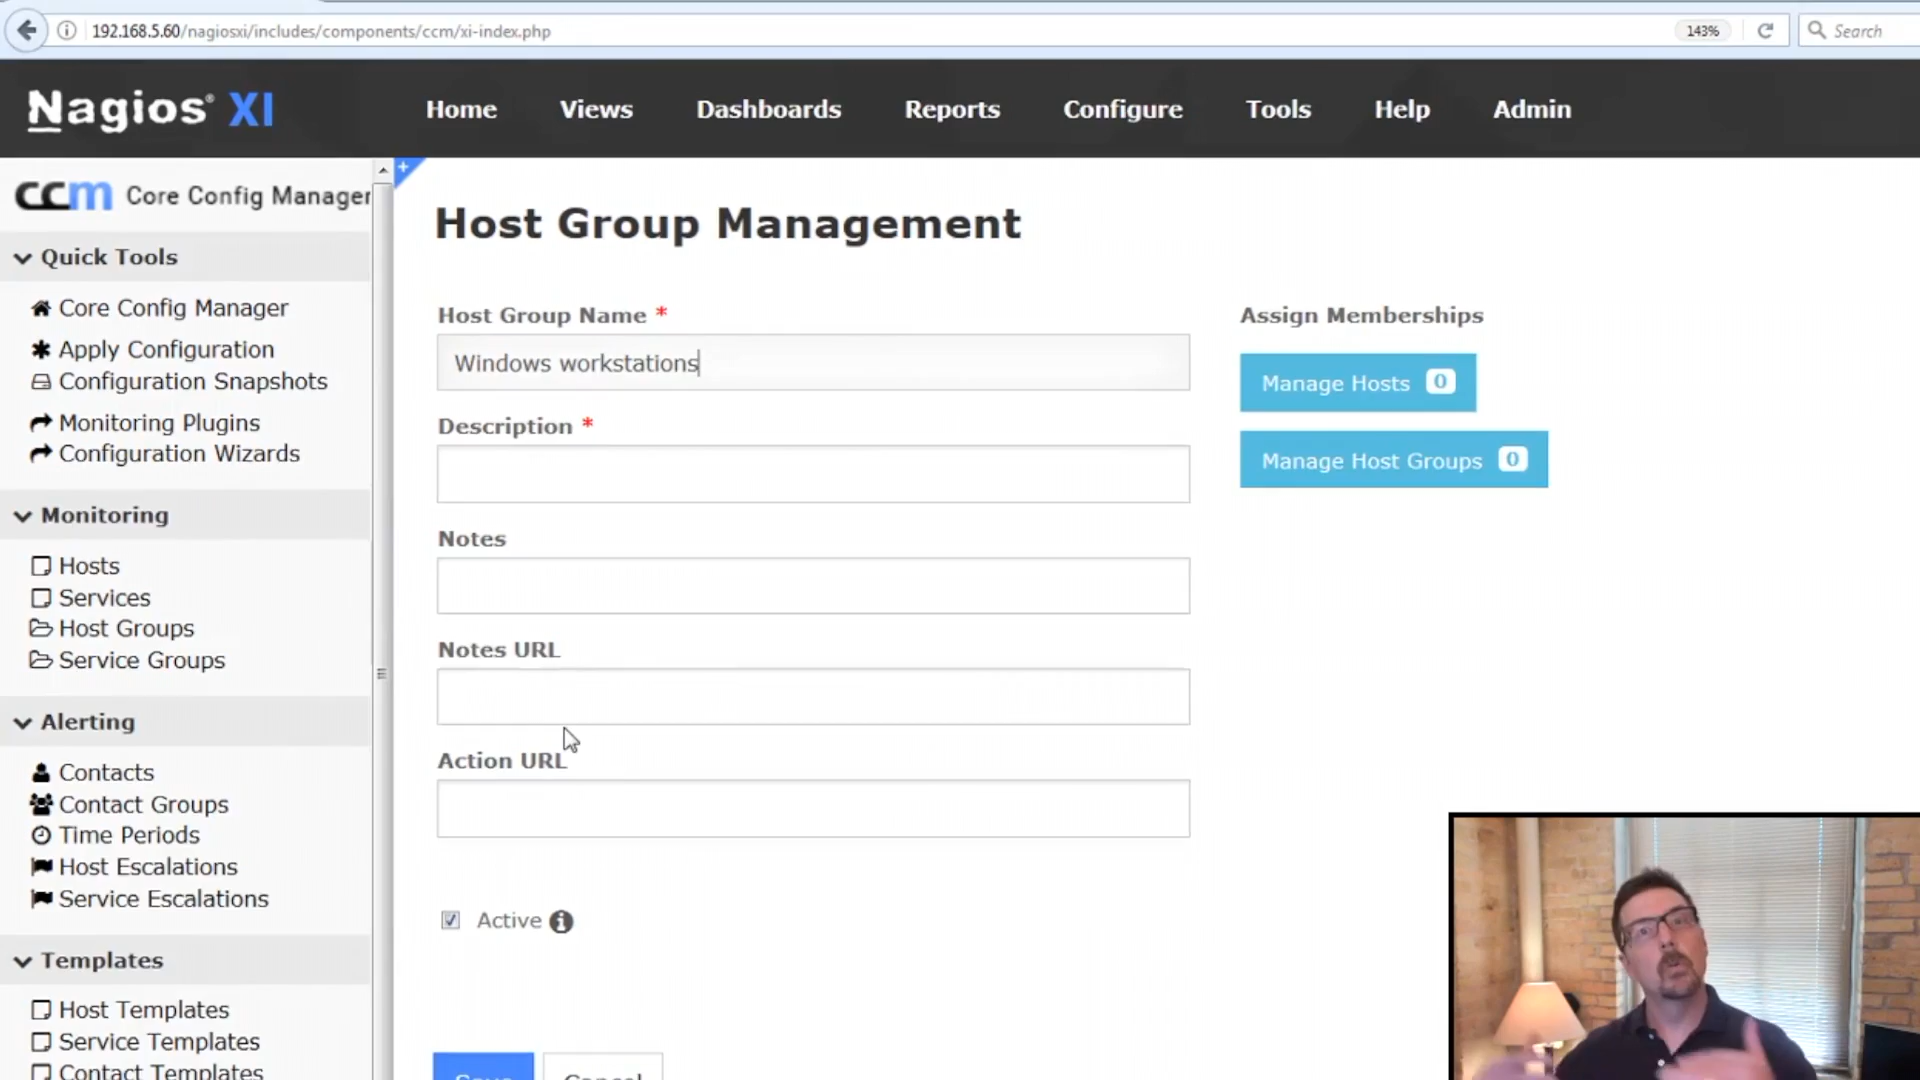 192.168.5.60/nagiosxi/includes/components/ccm/xi-index.php
143%
Search
Nagios® XI
Home
Views
Dashboards
Reports
Configure
Tools
Help
Admin
ccm Core Config Manager
Quick Tools
Core Config Manager
Apply Configuration
Configuration Snapshots
Monitoring Plugins
Configuration Wizards
Monitoring
Hosts
Services
Host Groups
Service Groups
Alerting
Contacts
Contact Groups
Time Periods
Host Escalations
Service Escalations
Templates
Host Templates
Service Templates
Contact Templates
Host Group Management
Host Group Name *
Windows workstations
Description *
Notes
Notes URL
Action URL
Active
Save
Cancel
Assign Memberships
Manage Hosts 0
Manage Host Groups 0